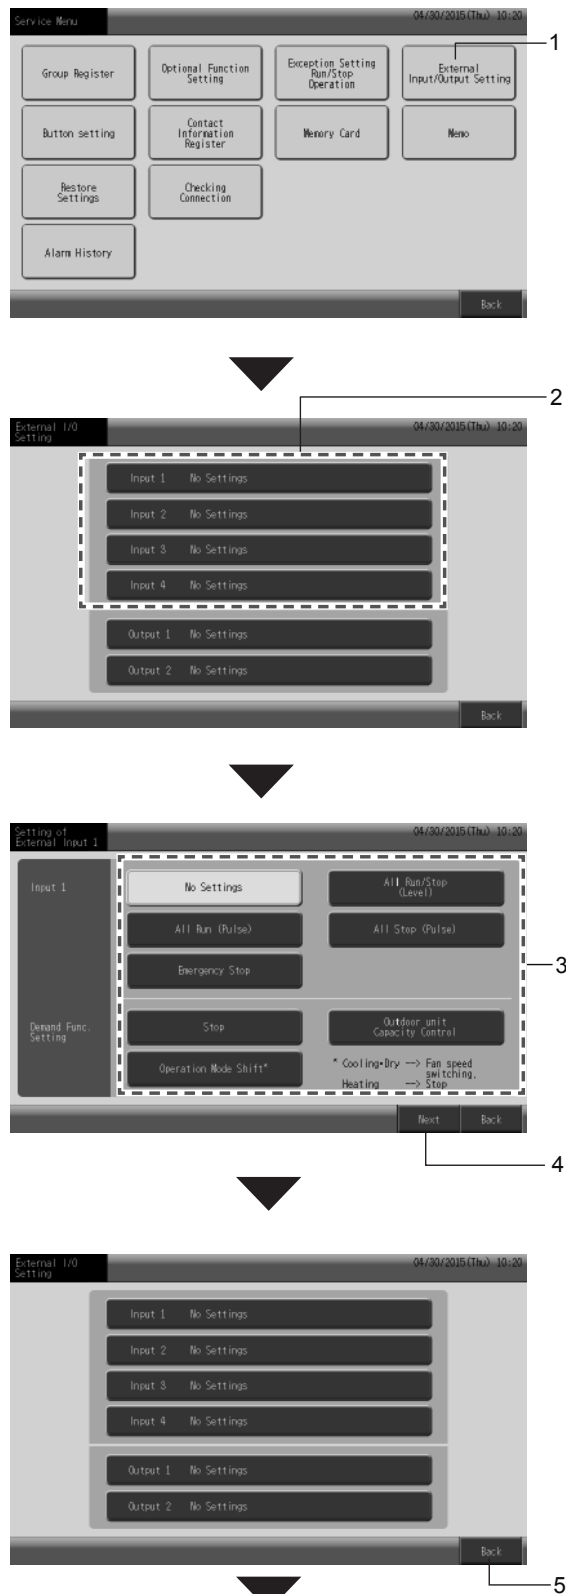 Service Menu
04/30/2015(Thu) 10:20
1
Group Register
Optional Function
Setting
Exception Setting
Run/Stop
Operation
External
Input/Output Setting
Button setting
Contact
Information
Register
Memory Card
Memo
Restore
Settings
Checking
Connection
Alarm History
Back
2
External I/O
Setting
04/30/2015(Thu) 10:20
Input 1 No Settings
Input 2 No Settings
Input 3 No Settings
Input 4 No Settings
Output 1 No Settings
Output 2 No Settings
Back
Setting of
External Input 1
04/30/2015(Thu) 10:20
Input 1
No Settings
All Run/Stop
(Level)
All Run (Pulse)
All Stop (Pulse)
Emergency Stop
3
Demand Func.
Setting
Stop
Outdoor unit
Capacity Control
Operation Mode Shift*
* Cooling•Dry --> Fan speed
switching.
Heating --> Stop
Next
Back
4
External I/O
Setting
04/30/2015(Thu) 10:20
Input 1 No Settings
Input 2 No Settings
Input 3 No Settings
Input 4 No Settings
Output 1 No Settings
Output 2 No Settings
Back
5